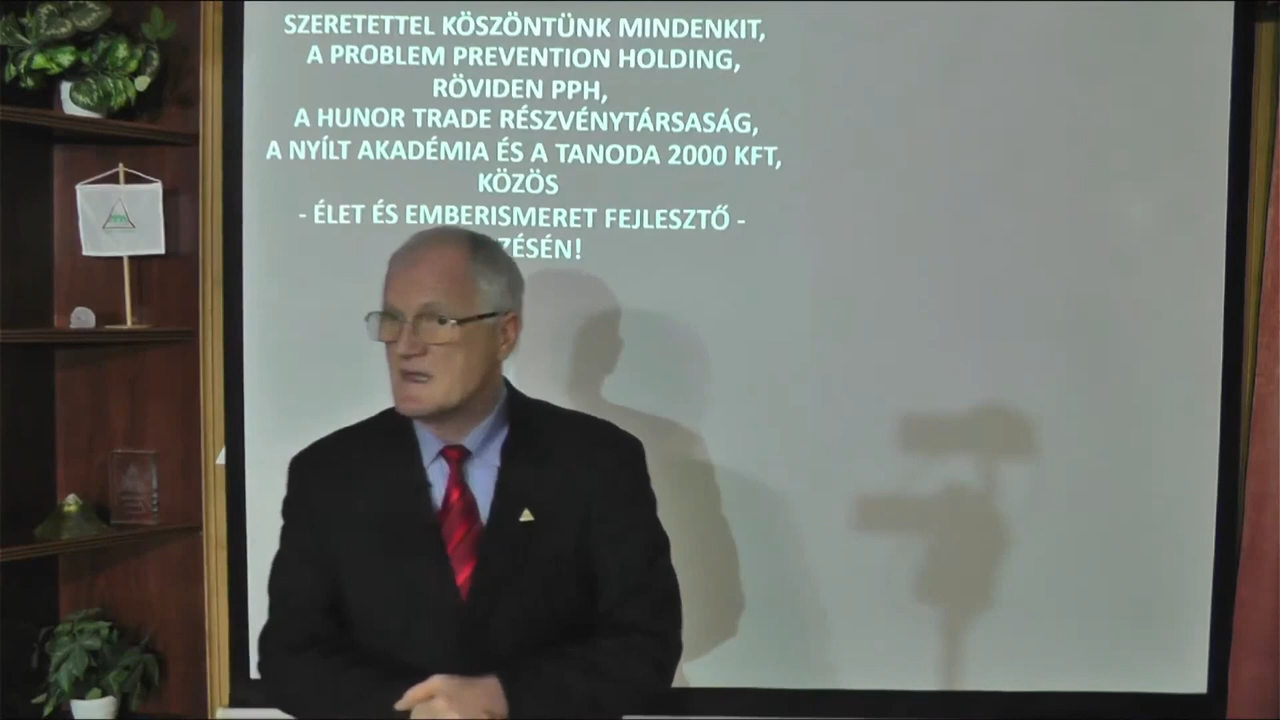 SZERETETTEL KÖSZÖNTÜNK MINDENKIT,
A PROBLEM PREVENTION HOLDING,
RÖVIDEN PPH,
A HUNOR TRADE RÉSZVÉNYTÁRSASÁG,
A NYÍLT AKADÉMIA ÉS A TANODA 2000 KFT,
KÖZÖS
- ÉLET ÉS EMBERISMERET FEJLESZTŐ -
ZÉSÉN!